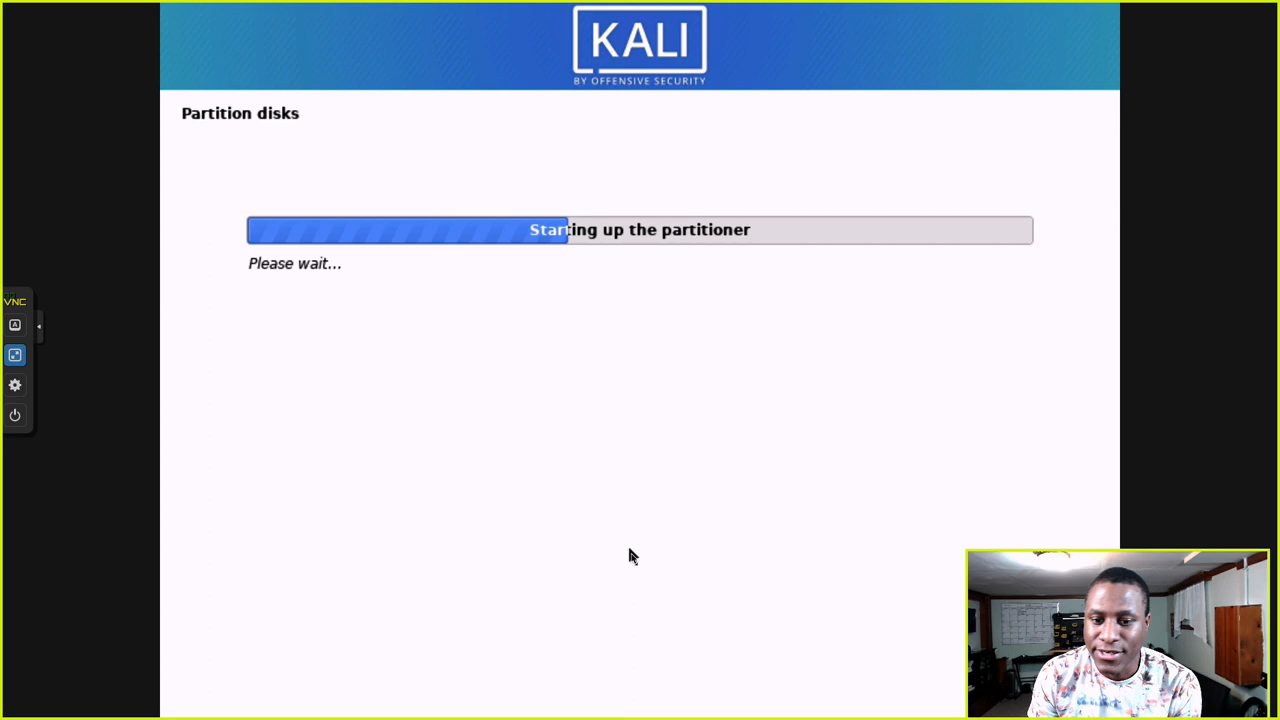 KALI
BY OFFENSIVE SECURITY
Partition disks
Starting up the partitioner
Please wait...
VNC
A